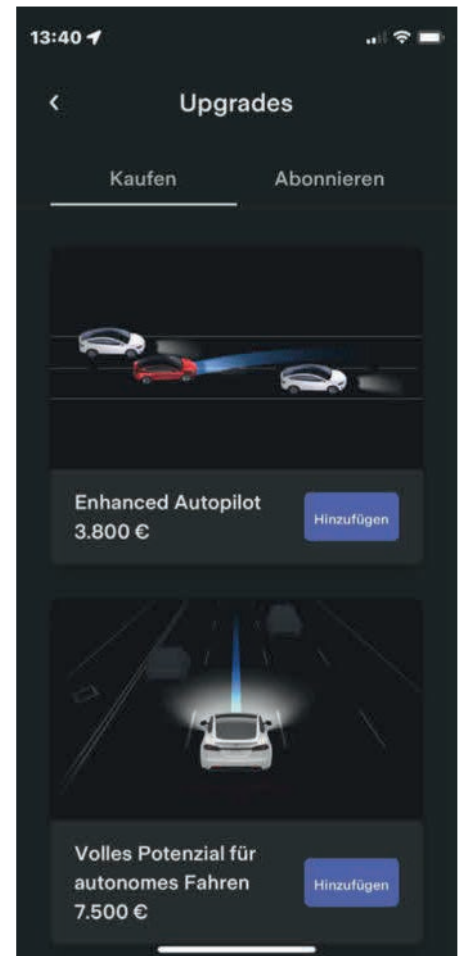 13:40
Upgrades
Kaufen Abonnieren
Enhanced Autopilot
3.800 €
Hinzufügen
Volles Potenzial für
autonomes Fahren
7.500 €
Hinzufügen